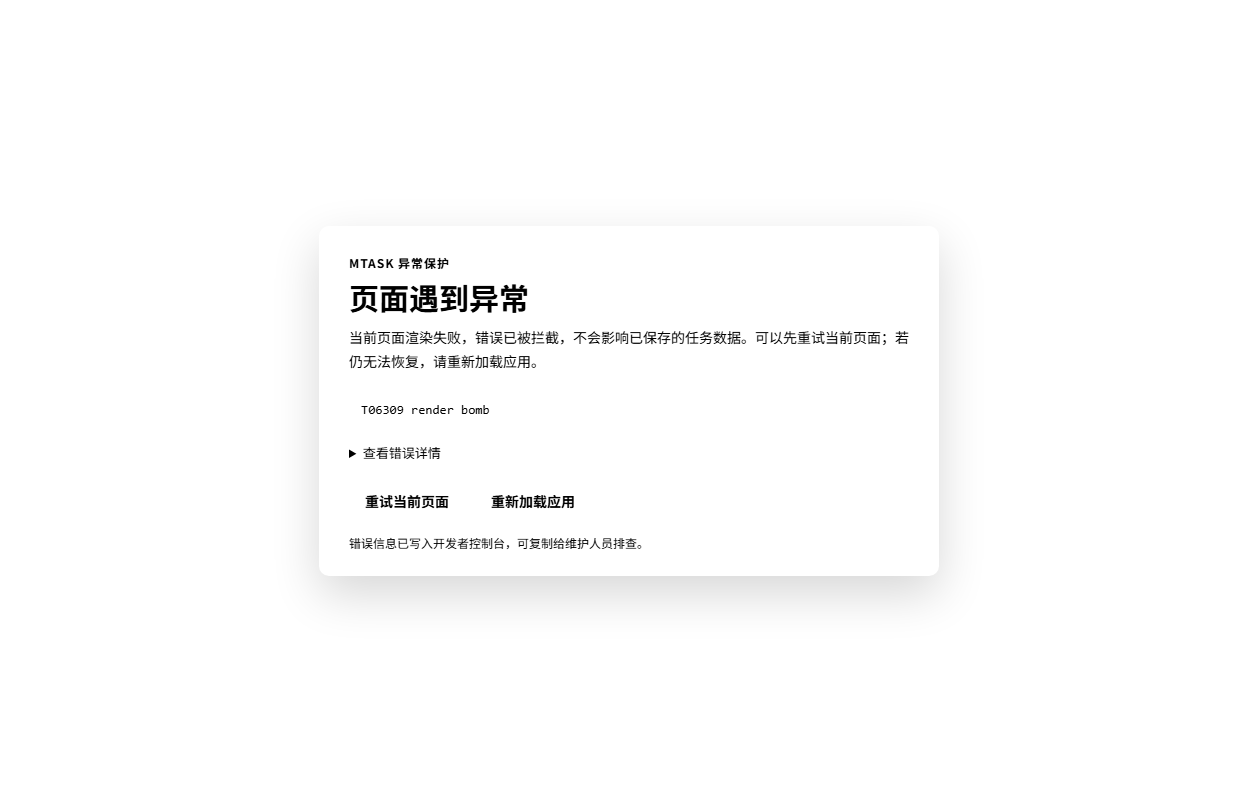 MTASK 异常保护
页面遇到异常
当前页面渲染失败，错误已被拦截，不会影响已保存的任务数据。可以先重试当前页面；若
仍无法恢复，请重新加载应用。
T06309 render bomb
查看错误详情
重试当前页面 重新加载应用
错误信息已写入开发者控制台，可复制给维护人员排查。